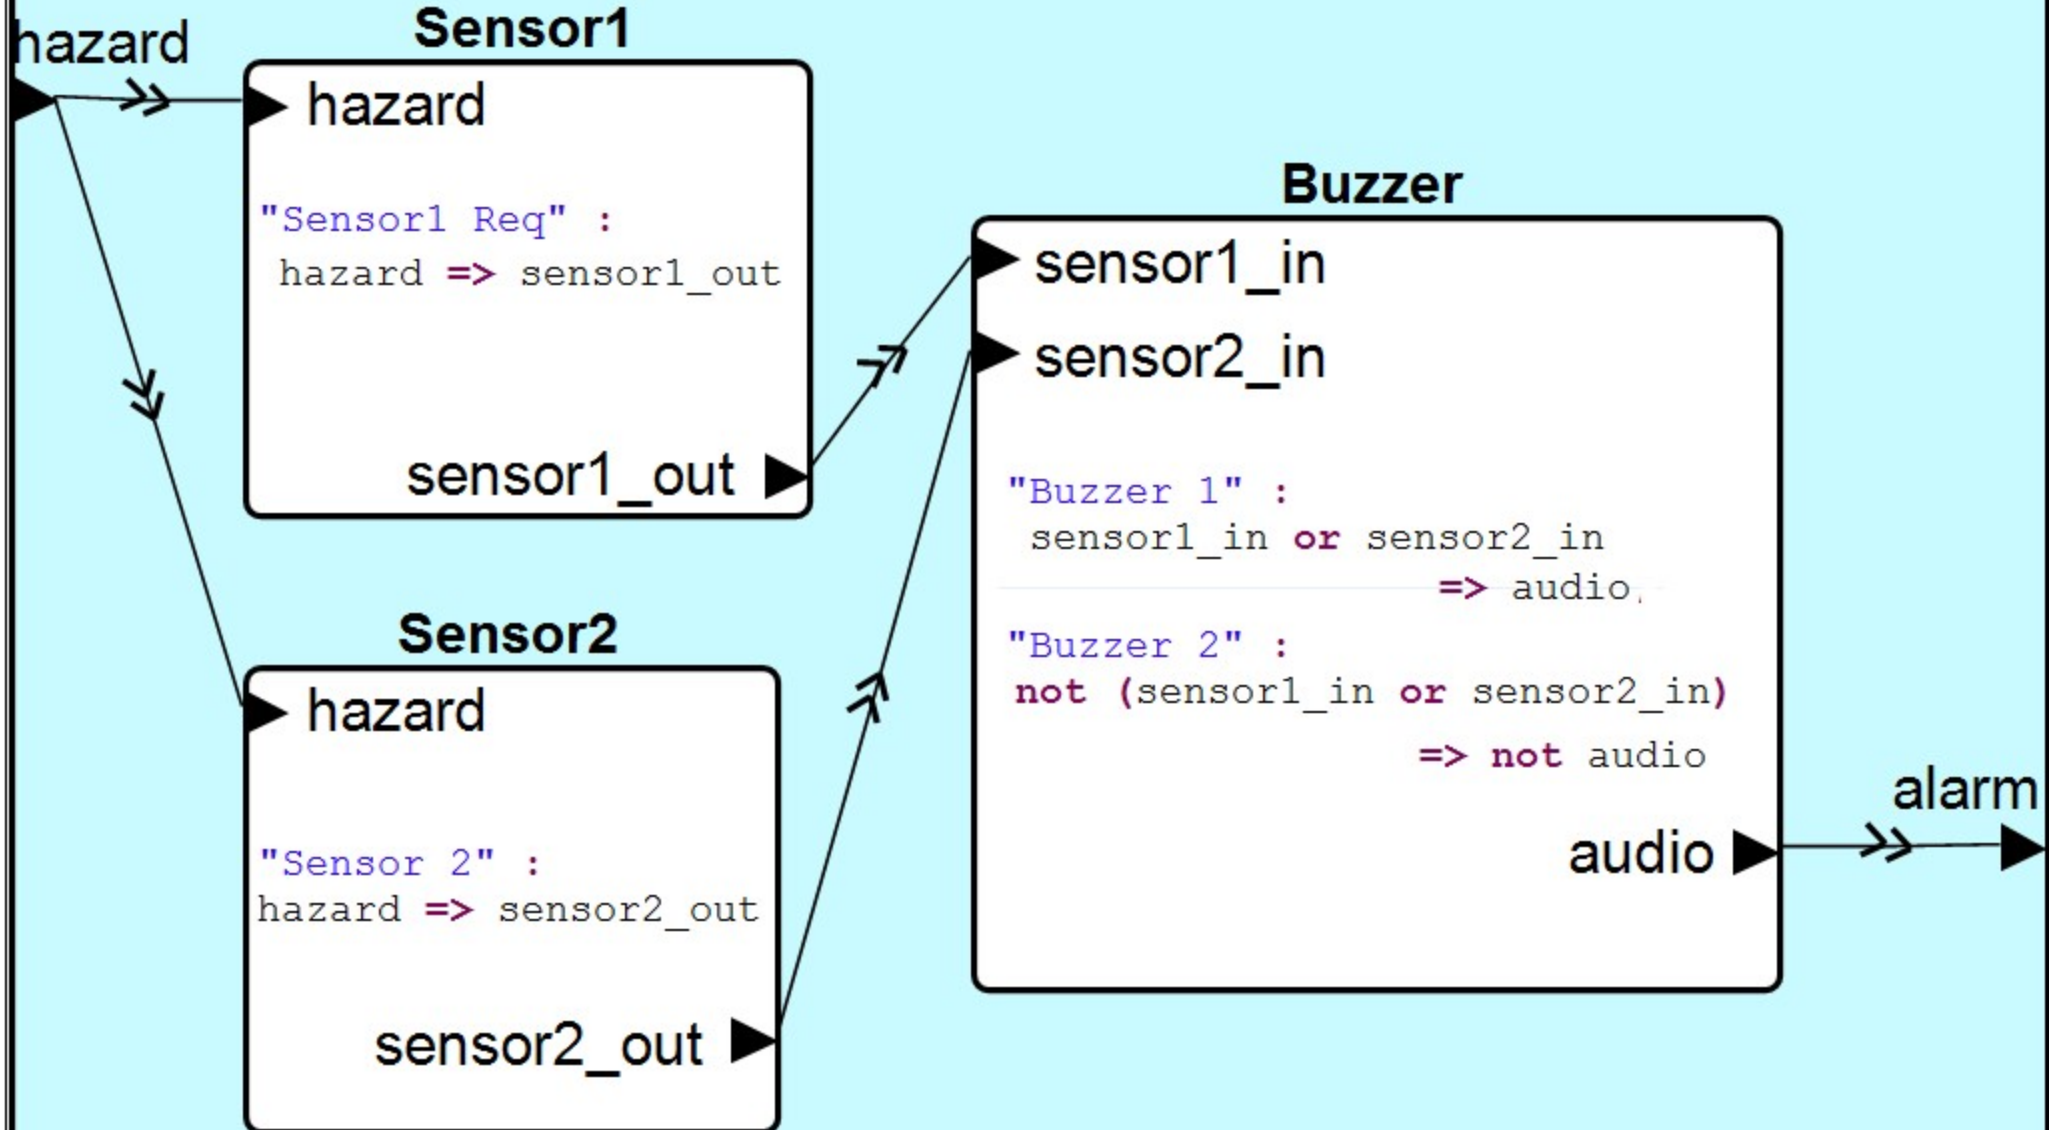 hazard
Sensor1
hazard
"Sensor1 Req" :
hazard => sensor1_out
sensor1_out
Sensor2
hazard
"Sensor 2" :
hazard => sensor2_out
sensor2_out
Buzzer
sensor1_in
sensor2_in
"Buzzer 1" :
sensor1_in or sensor2_in
=> audio
"Buzzer 2" :
not (sensor1_in or sensor2_in)
=> not audio
audio
alarm